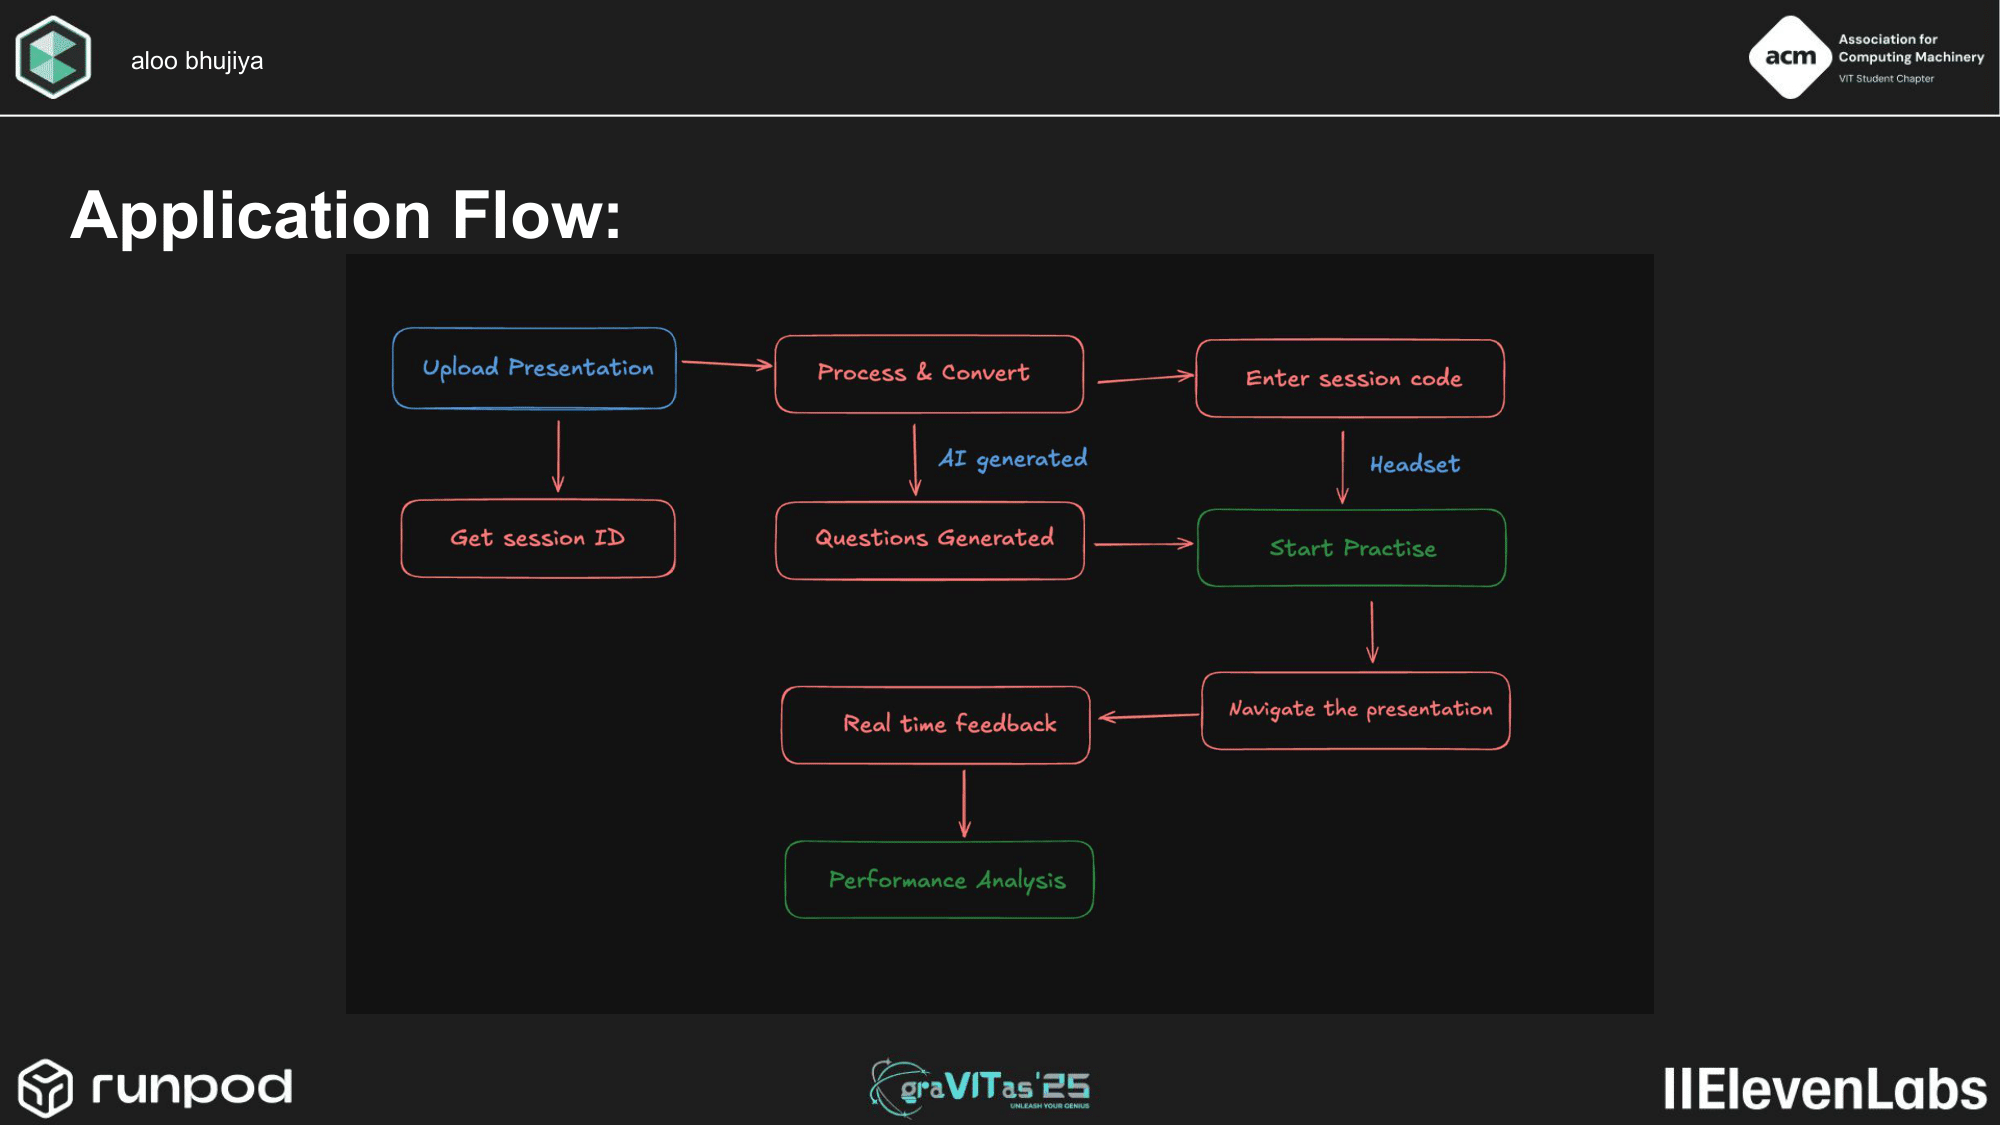 aloo bhujiya
acm
Association for
Computing Machinery
VIT Student Chapter
Application Flow:
Upload Presentation
Process & Convert
Enter session code
AI generated
Headset
Get session ID
Questions Generated
Start Practise
Real time feedback
Navigate the presentation
Performance Analysis
runpod
graVITas'25
UNLEASH YOUR GENIUS
IIElevenLabs